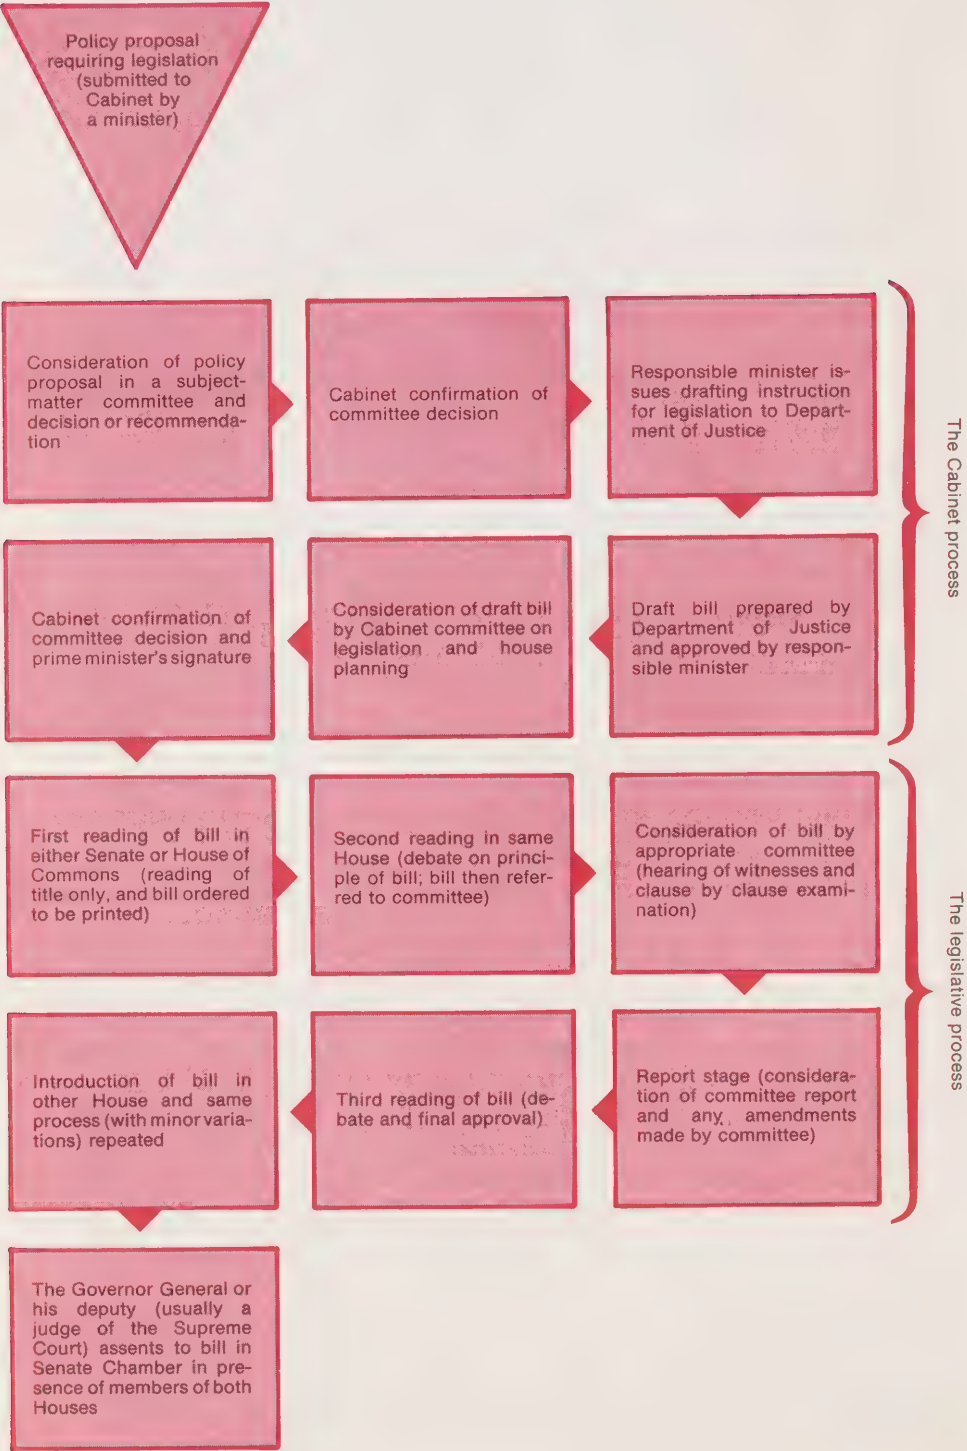 Policy proposal
requiring legislation
(submitted to
Cabinet by
a minister)
Consideration of policy
proposal in a subject-
matter committee and
decision or recommenda-
tion
Cabinet confirmation of
committee decision
Responsible minister is-
sues drafting instruction
for legislation to Depart-
ment of Justice
The Cabinet process
Draft bill prepared by
Department of Justice
and approved by respon-
sible minister
Consideration of draft bill
by Cabinet committee on
legislation and house
planning
Cabinet confirmation of
committee decision and
prime minister's signature
First reading of bill in
either Senate or House of
Commons (reading of
title only, and bill ordered
to be printed)
Second reading in same
House (debate on princi-
ple of bill; bill then refer-
red to committee)
Consideration of bill by
appropriate committee
(hearing of witnesses and
clause by clause exami-
nation)
The legislative process
Report stage (considera-
tion of committee report
and any amendments
made by committee)
Third reading of bill (de-
bate and final approval)
Introduction of bill in
other House and same
process (with minor varia-
tions) repeated
The Governor General or
his deputy (usually a
judge of the Supreme
Court) assents to bill in
Senate Chamber in pre-
sence of members of both
Houses